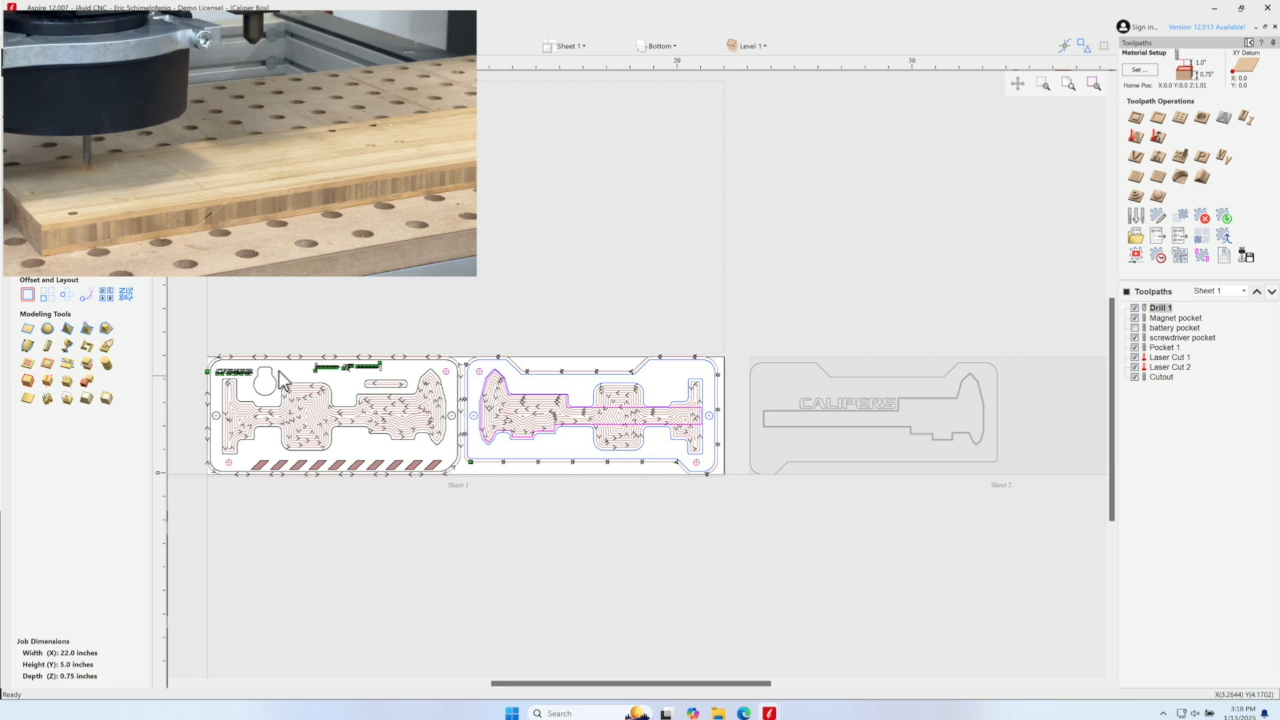 Aspire 12.007 - (Avid CNC - Eric Schimelofenig - Demo License) - [Caliper Box]
Sign in...
Version 12.013 Available!
Sheet 1
Bottom
Level 1
Toolpaths
Material Setup
XY Datum
Set ...
1.0"
0.75"
X: 0.0
Y: 0.0
Home Pos: X:0.0 Y:0.0 Z:1.01
20
30
Toolpath Operations
Offset and Layout
Modeling Tools
Toolpaths
Sheet 1
Drill 1
Magnet pocket
battery pocket
screwdriver pocket
Pocket 1
Laser Cut 1
Laser Cut 2
Cutout
CALIPERS
0
Sheet 1
Sheet 2
Job Dimensions
Width (X): 22.0 inches
Height (Y): 5.0 inches
Depth (Z): 0.75 inches
Ready
X(3.2644) Y(4.1702)
Search
3:18 PM
1/13/2025